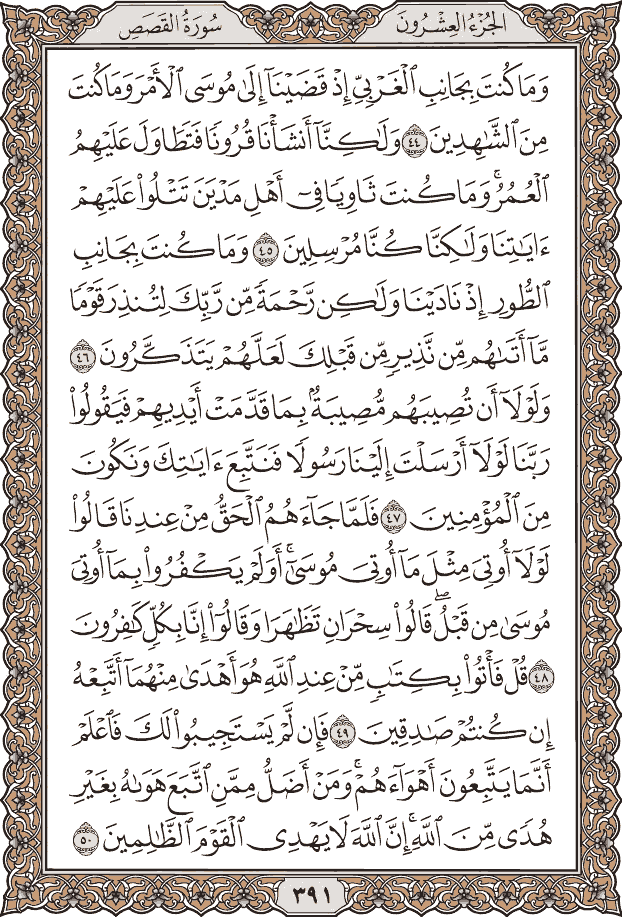 الجُزْءُ العِشْرُونَ
سُورَةُ القَصَصِ
وَمَا كُنتَ بِجَانِبِ ٱلْغَرْبِيِّ إِذْ قَضَيْنَآ إِلَىٰ مُوسَى ٱلْأَمْرَ وَمَا كُنتَ
مِنَ ٱلشَّٰهِدِينَ ٤٤ وَلَٰكِنَّآ أَنشَأْنَا قُرُونًا فَتَطَاوَلَ عَلَيْهِمُ
ٱلْعُمُرُ ۚ وَمَا كُنتَ ثَاوِيًا فِىٓ أَهْلِ مَدْيَنَ تَتْلُوا۟ عَلَيْهِمْ
ءَايَٰتِنَا وَلَٰكِنَّا كُنَّا مُرْسِلِينَ ٤٥ وَمَا كُنتَ بِجَانِبِ
ٱلطُّورِ إِذْ نَادَيْنَا وَلَٰكِن رَّحْمَةً مِّن رَّبِّكَ لِتُنذِرَ قَوْمًا
مَّآ أَتَىٰهُم مِّن نَّذِيرٍ مِّن قَبْلِكَ لَعَلَّهُمْ يَتَذَكَّرُونَ ٤٦
وَلَوْلَآ أَن تُصِيبَهُم مُّصِيبَةٌۢ بِمَا قَدَّمَتْ أَيْدِيهِمْ فَيَقُولُوا۟
رَبَّنَا لَوْلَآ أَرْسَلْتَ إِلَيْنَا رَسُولًا فَنَتَّبِعَ ءَايَٰتِكَ وَنَكُونَ
مِنَ ٱلْمُؤْمِنِينَ ٤٧ فَلَمَّا جَآءَهُمُ ٱلْحَقُّ مِنْ عِندِنَا قَالُوا۟
لَوْلَآ أُوتِىَ مِثْلَ مَآ أُوتِىَ مُوسَىٰٓ ۚ أَوَلَمْ يَكْفُرُوا۟ بِمَآ أُوتِىَ
مُوسَىٰ مِن قَبْلُ ۖ قَالُوا۟ سِحْرَانِ تَظَٰهَرَا وَقَالُوٓا۟ إِنَّا بِكُلٍّ كَٰفِرُونَ
٤٨ قُلْ فَأْتُوا۟ بِكِتَٰبٍ مِّنْ عِندِ ٱللَّهِ هُوَ أَهْدَىٰ مِنْهُمَآ أَتَّبِعْهُ
إِن كُنتُمْ صَٰدِقِينَ ٤٩ فَإِن لَّمْ يَسْتَجِيبُوا۟ لَكَ فَٱعْلَمْ
أَنَّمَا يَتَّبِعُونَ أَهْوَآءَهُمْ ۚ وَمَنْ أَضَلُّ مِمَّنِ ٱتَّبَعَ هَوَىٰهُ بِغَيْرِ
هُدًى مِّنَ ٱللَّهِ ۚ إِنَّ ٱللَّهَ لَا يَهْدِى ٱلْقَوْمَ ٱلظَّٰلِمِينَ ٥٠
٣٩١